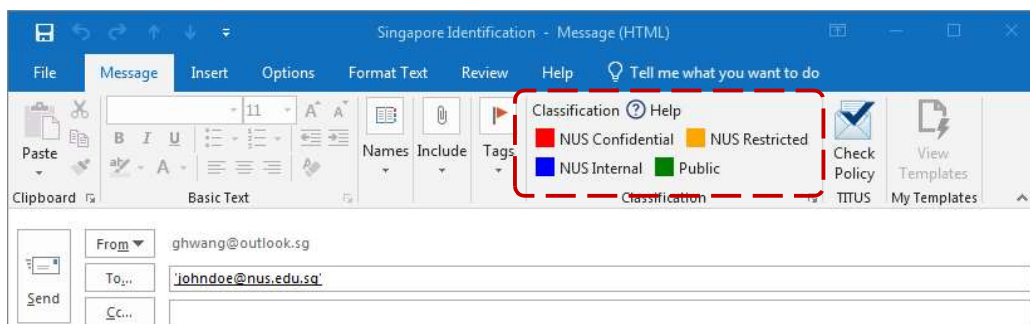 Singapore Identification - Message (HTML)
File Message Insert Options Format Text Review Help Tell me what you want to do
11 A A
Classification ? Help
NUS Confidential NUS Restricted
B I U
Paste
Names Include Tags
Check Policy
View Templates
ab A
NUS Internal Public
Clipboard Basic Text Classification TITUS My Templates
From ghwang@outlook.sg
Send
To... 'johndoe@nus.edu.sg'
Cc...